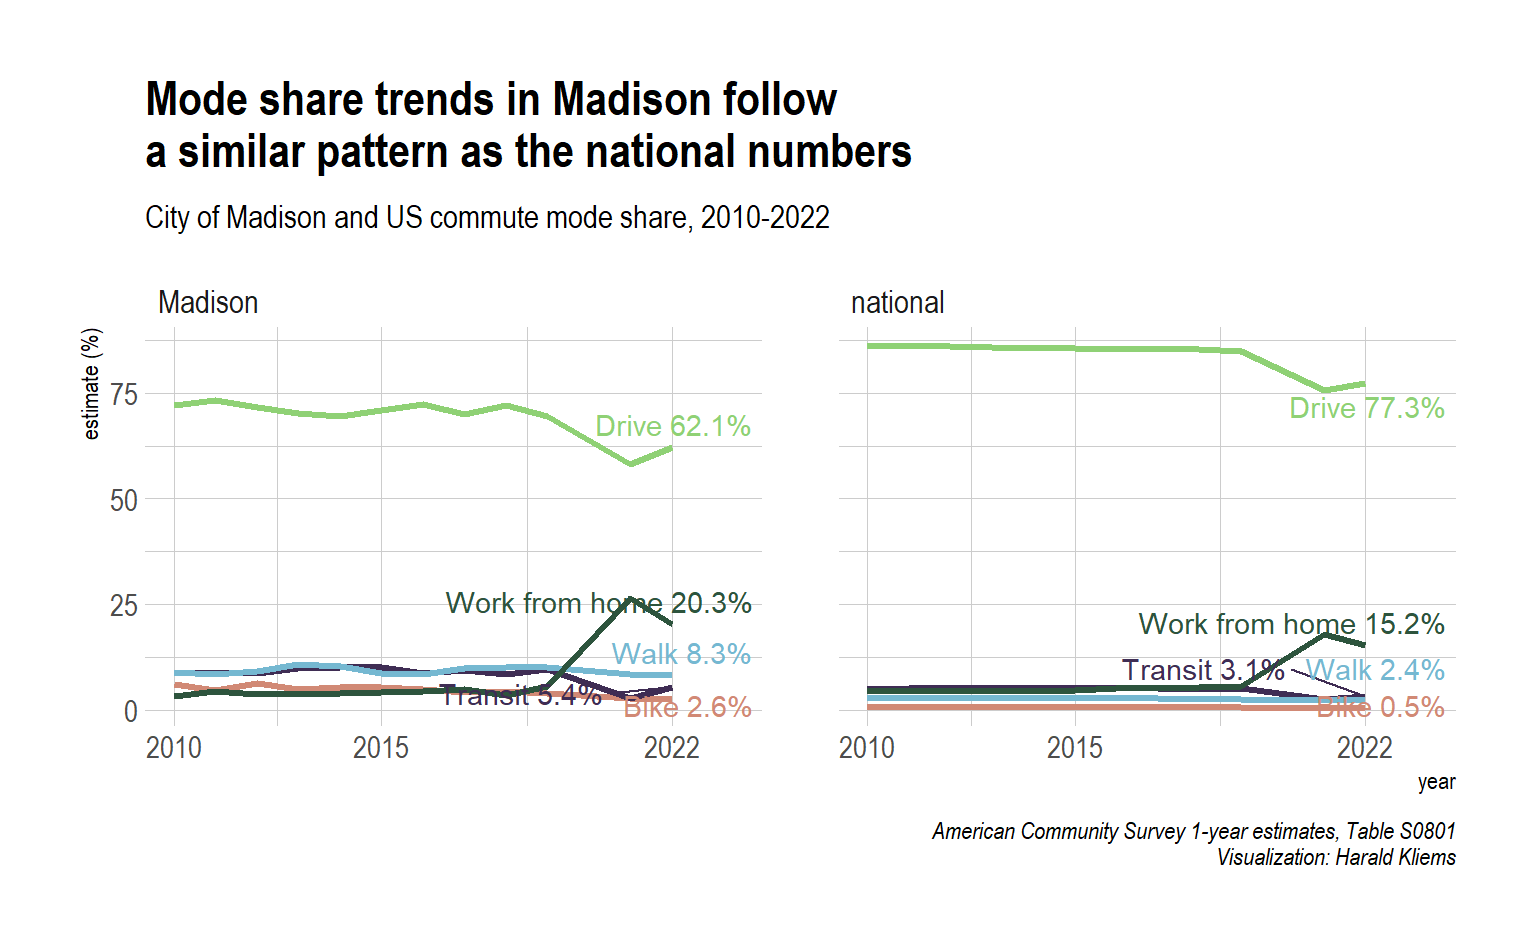 Mode share trends in Madison follow
a similar pattern as the national numbers
City of Madison and US commute mode share, 2010-2022
Madison
national
estimate (%)
75
50
25
0
Drive 62.1%
Work from home 20.3%
Walk 8.3%
Transit 5.4%
Bike 2.6%
Drive 77.3%
Work from home 15.2%
Transit 3.1%
Walk 2.4%
Bike 0.5%
2010 2015 2022
2010 2015 2022
year
American Community Survey 1-year estimates, Table S0801
Visualization: Harald Kliems